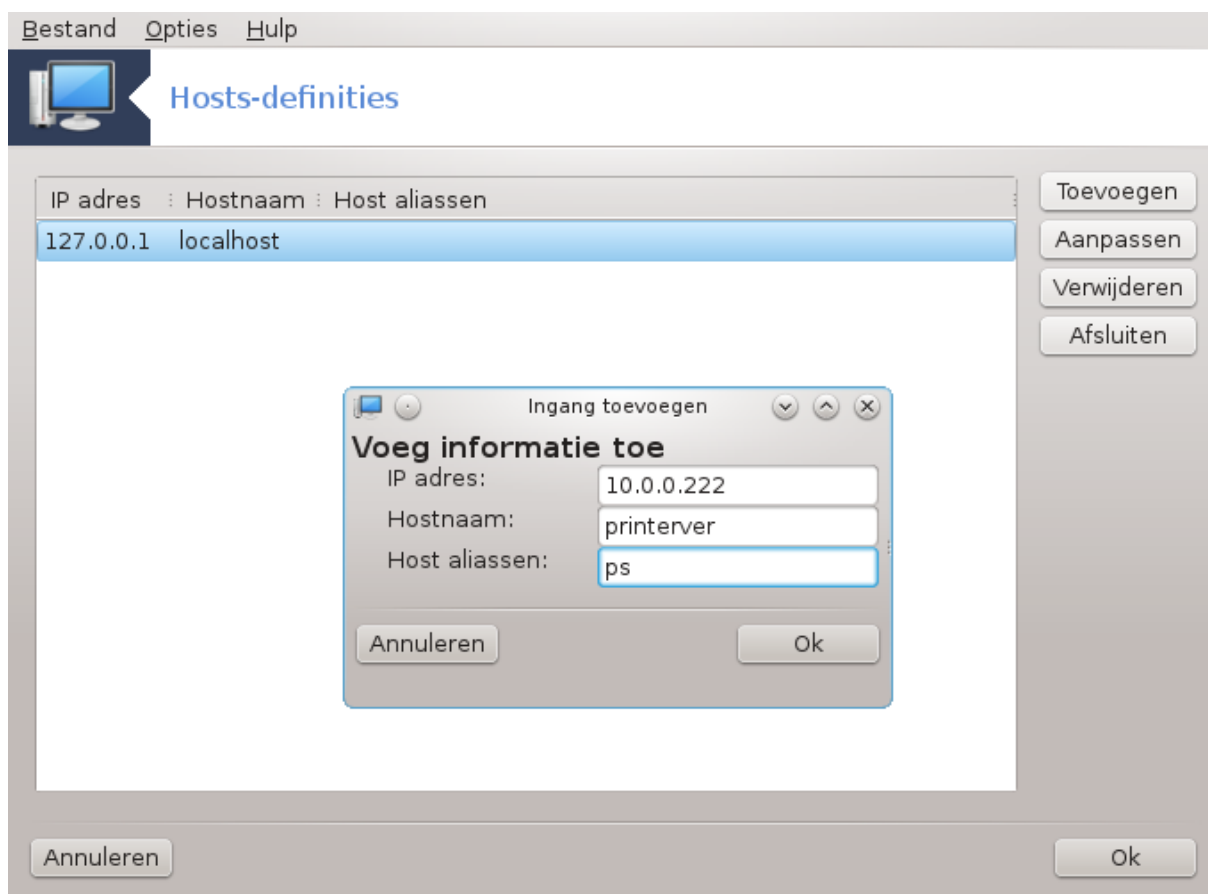 Bestand Opties Hulp
Hosts-definities
IP adres Hostnaam Host aliassen
127.0.0.1 localhost
Toevoegen
Aanpassen
Verwijderen
Afsluiten
Ingang toevoegen
Voeg informatie toe
IP adres: 10.0.0.222
Hostnaam: printerver
Host aliassen: ps
Annuleren Ok
Annuleren Ok